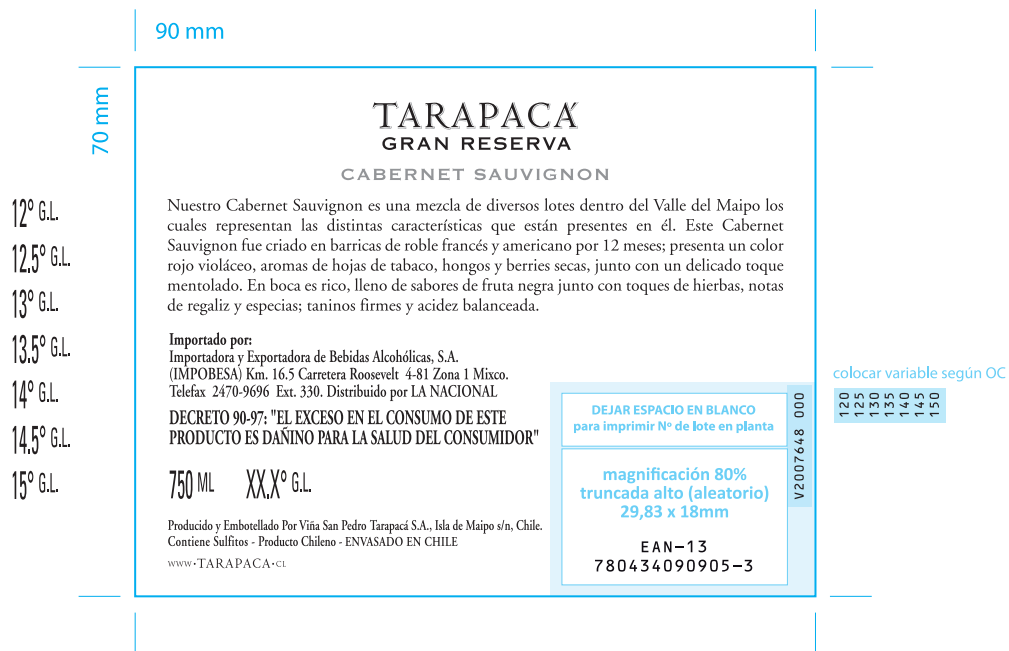 90 mm
70 mm
12° G.L.
12.5° G.L.
13° G.L.
13.5° G.L.
14° G.L.
14.5° G.L.
15° G.L.
TARAPACÁ
GRAN RESERVA
CABERNET SAUVIGNON
Nuestro Cabernet Sauvignon es una mezcla de diversos lotes dentro del Valle del Maipo los
cuales representan las distintas características que están presentes en él. Este Cabernet
Sauvignon fue criado en barricas de roble francés y americano por 12 meses; presenta un color
rojo violáceo, aromas de hojas de tabaco, hongos y berries secas, junto con un delicado toque
mentolado. En boca es rico, lleno de sabores de fruta negra junto con toques de hierbas, notas
de regaliz y especias; taninos firmes y acidez balanceada.
Importado por:
Importadora y Exportadora de Bebidas Alcohólicas, S.A.
(IMPOBESA) Km. 16.5 Carretera Roosevelt 4-81 Zona 1 Mixco.
Telefax 2470-9696 Ext. 330. Distribuido por LA NACIONAL
DECRETO 90-97: "EL EXCESO EN EL CONSUMO DE ESTE
PRODUCTO ES DAÑINO PARA LA SALUD DEL CONSUMIDOR"
750 ML XX.X° G.L.
Producido y Embotellado Por Viña San Pedro Tarapacá S.A., Isla de Maipo s/n, Chile.
Contiene Sulfitos - Producto Chileno - ENVASADO EN CHILE
WWW•TARAPACA•CL
DEJAR ESPACIO EN BLANCO
para imprimir Nº de lote en planta
magnificación 80%
truncada alto (aleatorio)
29,83 x 18mm
EAN-13
780434090905-3
V2007648 000
colocar variable según OC
120
125
130
135
140
145
150